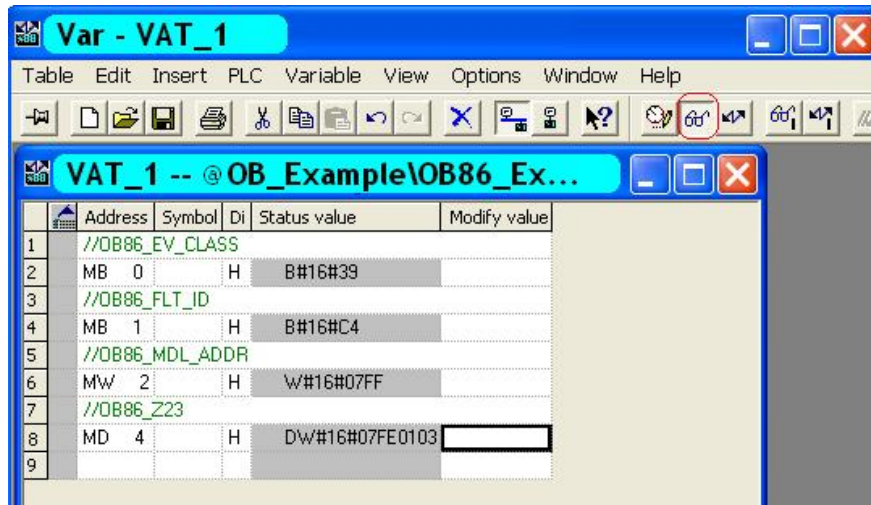 Var - VAT_1
Table Edit Insert PLC Variable View Options Window Help
VAT_1 -- @OB_Example\OB86_Ex...
Address Symbol Di Status value Modify value
1 //OB86_EV_CLASS
2 MB 0 H B#16#39
3 //OB86_FLT_ID
4 MB 1 H B#16#C4
5 //OB86_MDL_ADDR
6 MW 2 H W#16#07FF
7 //OB86_Z23
8 MD 4 H DW#16#07FE0103
9